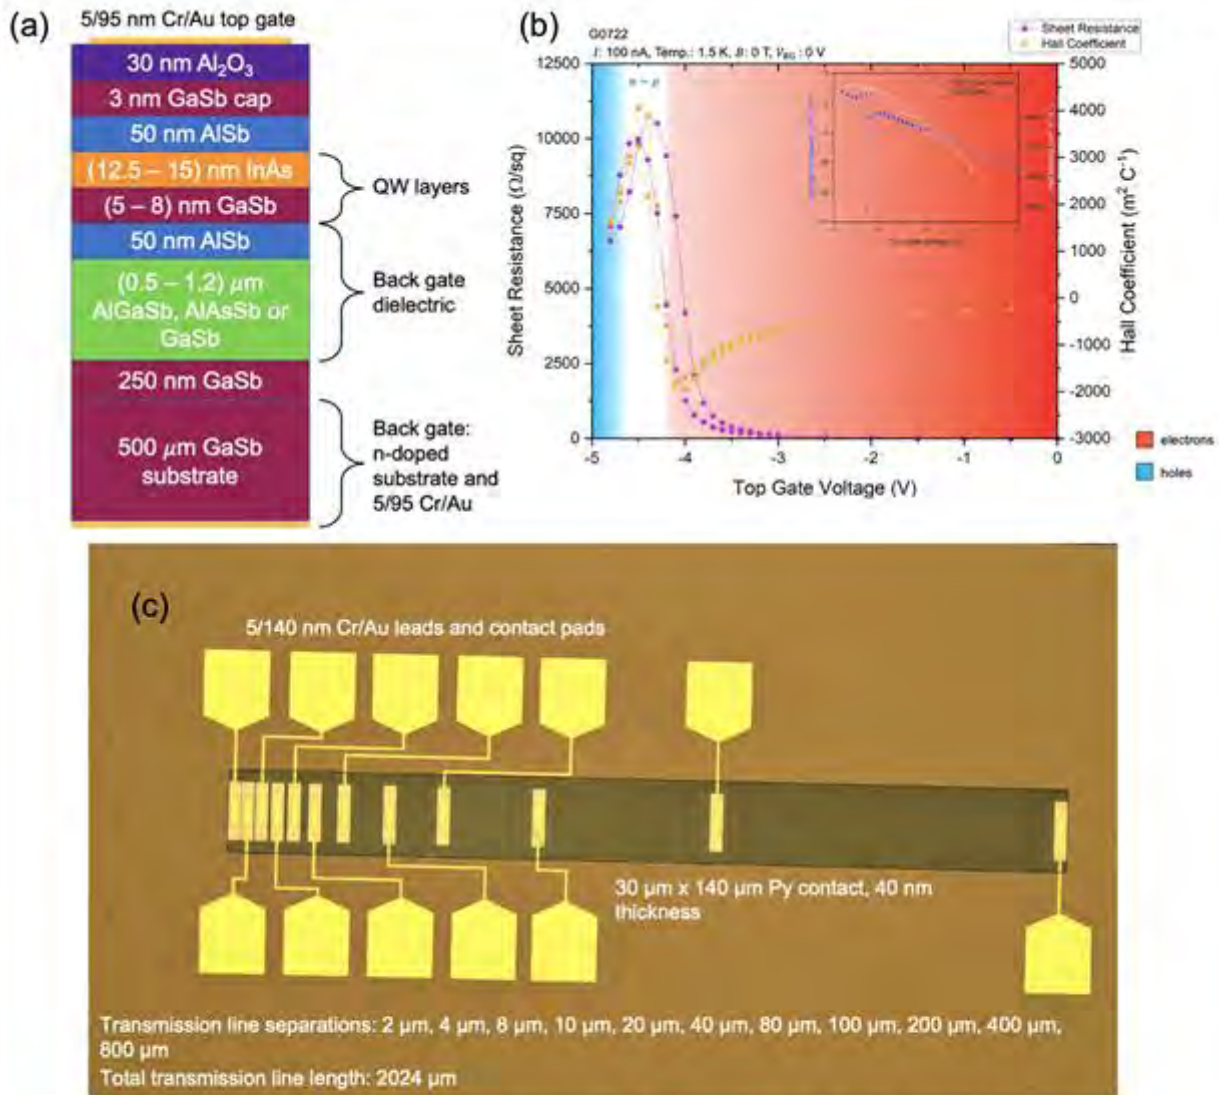 (a)
5/95 nm Cr/Au top gate
30 nm Al₂O₃
3 nm GaSb cap
50 nm AlSb
(12.5 – 15) nm InAs
(5 – 8) nm GaSb
50 nm AlSb
(0.5 – 1.2) μm
AlGaSb, AlAsSb or
GaSb
250 nm GaSb
500 μm GaSb
substrate
QW layers
Back gate
dielectric
Back gate:
n-doped
substrate and
5/95 Cr/Au
(b)
G0722
I: 100 nA, Temp.: 1.5 K, B: 0 T, V_BG : 0 V
Sheet Resistance
Hall Coefficient
Sheet Resistance (Ω/sq)
12500
10000
7500
5000
2500
0
-5
-4
-3
-2
-1
0
Top Gate Voltage (V)
5000
4000
3000
2000
1000
0
-1000
-2000
-3000
Hall Coefficient (m² C⁻¹)
electrons
holes
(c)
5/140 nm Cr/Au leads and contact pads
30 μm x 140 μm Py contact, 40 nm
thickness
Transmission line separations: 2 μm, 4 μm, 8 μm, 10 μm, 20 μm, 40 μm, 80 μm, 100 μm, 200 μm, 400 μm,
800 μm
Total transmission line length: 2024 μm